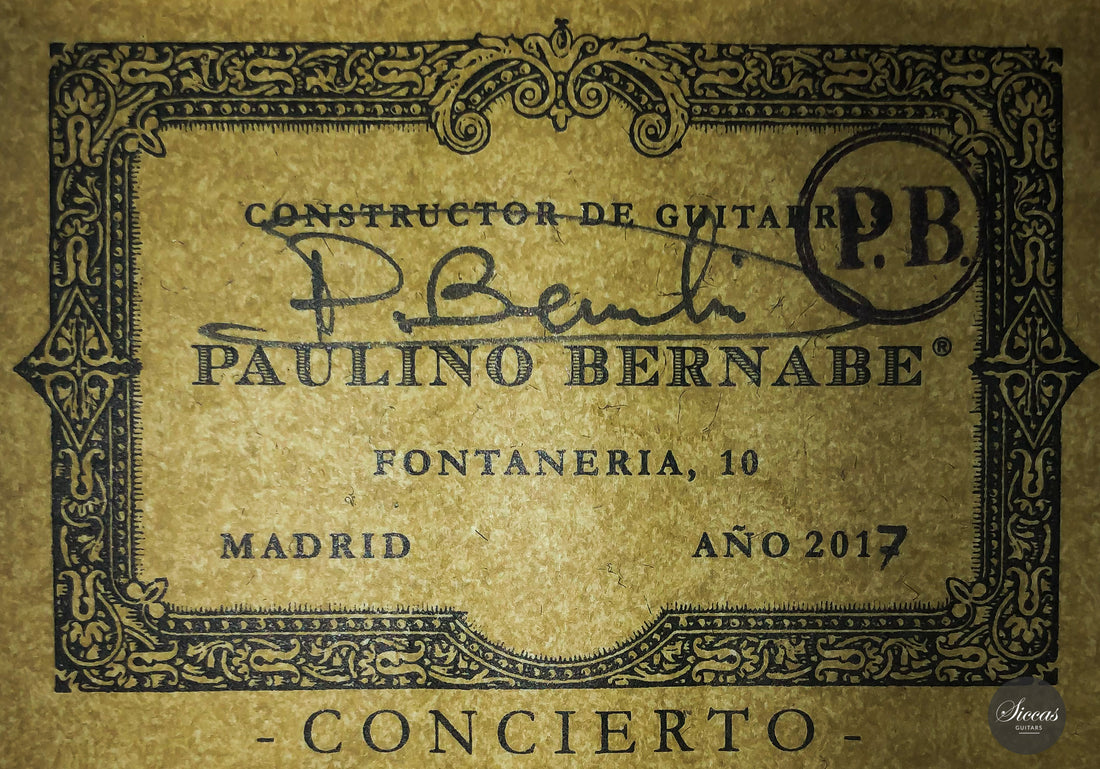 CONSTRUCTOR DE GUITARRAS
P.B.
P. Bernabe
PAULINO BERNABE®
FONTANERIA, 10
MADRID AÑO 2017
- CONCIERTO -
Siccas
GUITARS